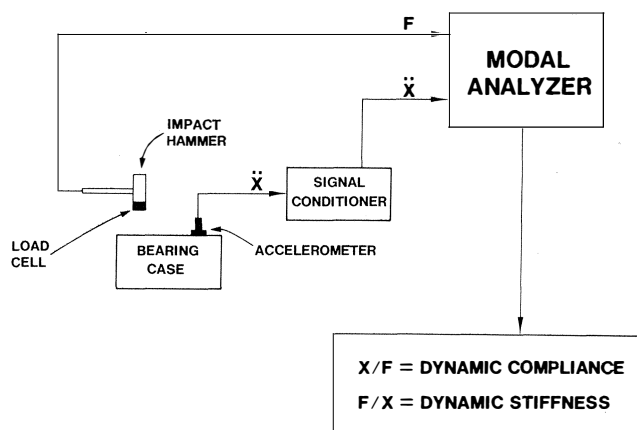 F
MODAL
ANALYZER
Ẍ
IMPACT
HAMMER
Ẍ
SIGNAL
CONDITIONER
LOAD
CELL
BEARING
CASE
ACCELEROMETER
X/F = DYNAMIC COMPLIANCE
F/X = DYNAMIC STIFFNESS